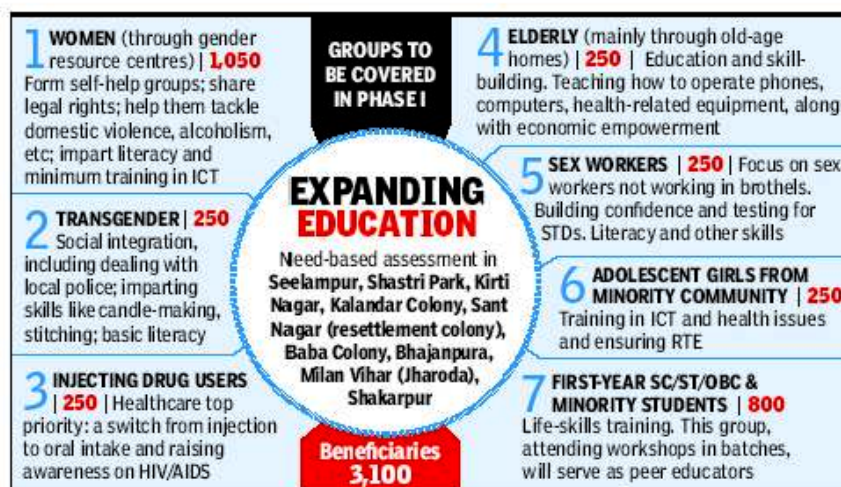 GROUPS TO
BE COVERED
IN PHASE I
EXPANDING
EDUCATION
Need-based assessment in
Seelampur, Shastri Park, Kirti
Nagar, Kalandar Colony, Sant
Nagar (resettlement colony),
Baba Colony, Bhajanpura,
Milan Vihar (Jharoda),
Shakarpur
Beneficiaries
3,100
1 WOMEN (through gender
resource centres) | 1,050
Form self-help groups; share
legal rights; help them tackle
domestic violence, alcoholism,
etc; impart literacy and
minimum training in ICT
2 TRANSGENDER | 250
Social integration,
including dealing with
local police; imparting
skills like candle-making,
stitching; basic literacy
3 INJECTING DRUG USERS
| 250 | Healthcare top
priority: a switch from injection
to oral intake and raising
awareness on HIV/AIDS
4 ELDERLY (mainly through old-age
homes) | 250 | Education and skill-
building. Teaching how to operate phones,
computers, health-related equipment, along
with economic empowerment
5 SEX WORKERS | 250 | Focus on sex
workers not working in brothels.
Building confidence and testing for
STDs. Literacy and other skills
6 ADOLESCENT GIRLS FROM
MINORITY COMMUNITY | 250
Training in ICT and health issues
and ensuring RTE
7 FIRST-YEAR SC/ST/OBC &
MINORITY STUDENTS | 800
Life-skills training. This group,
attending workshops in batches,
will serve as peer educators